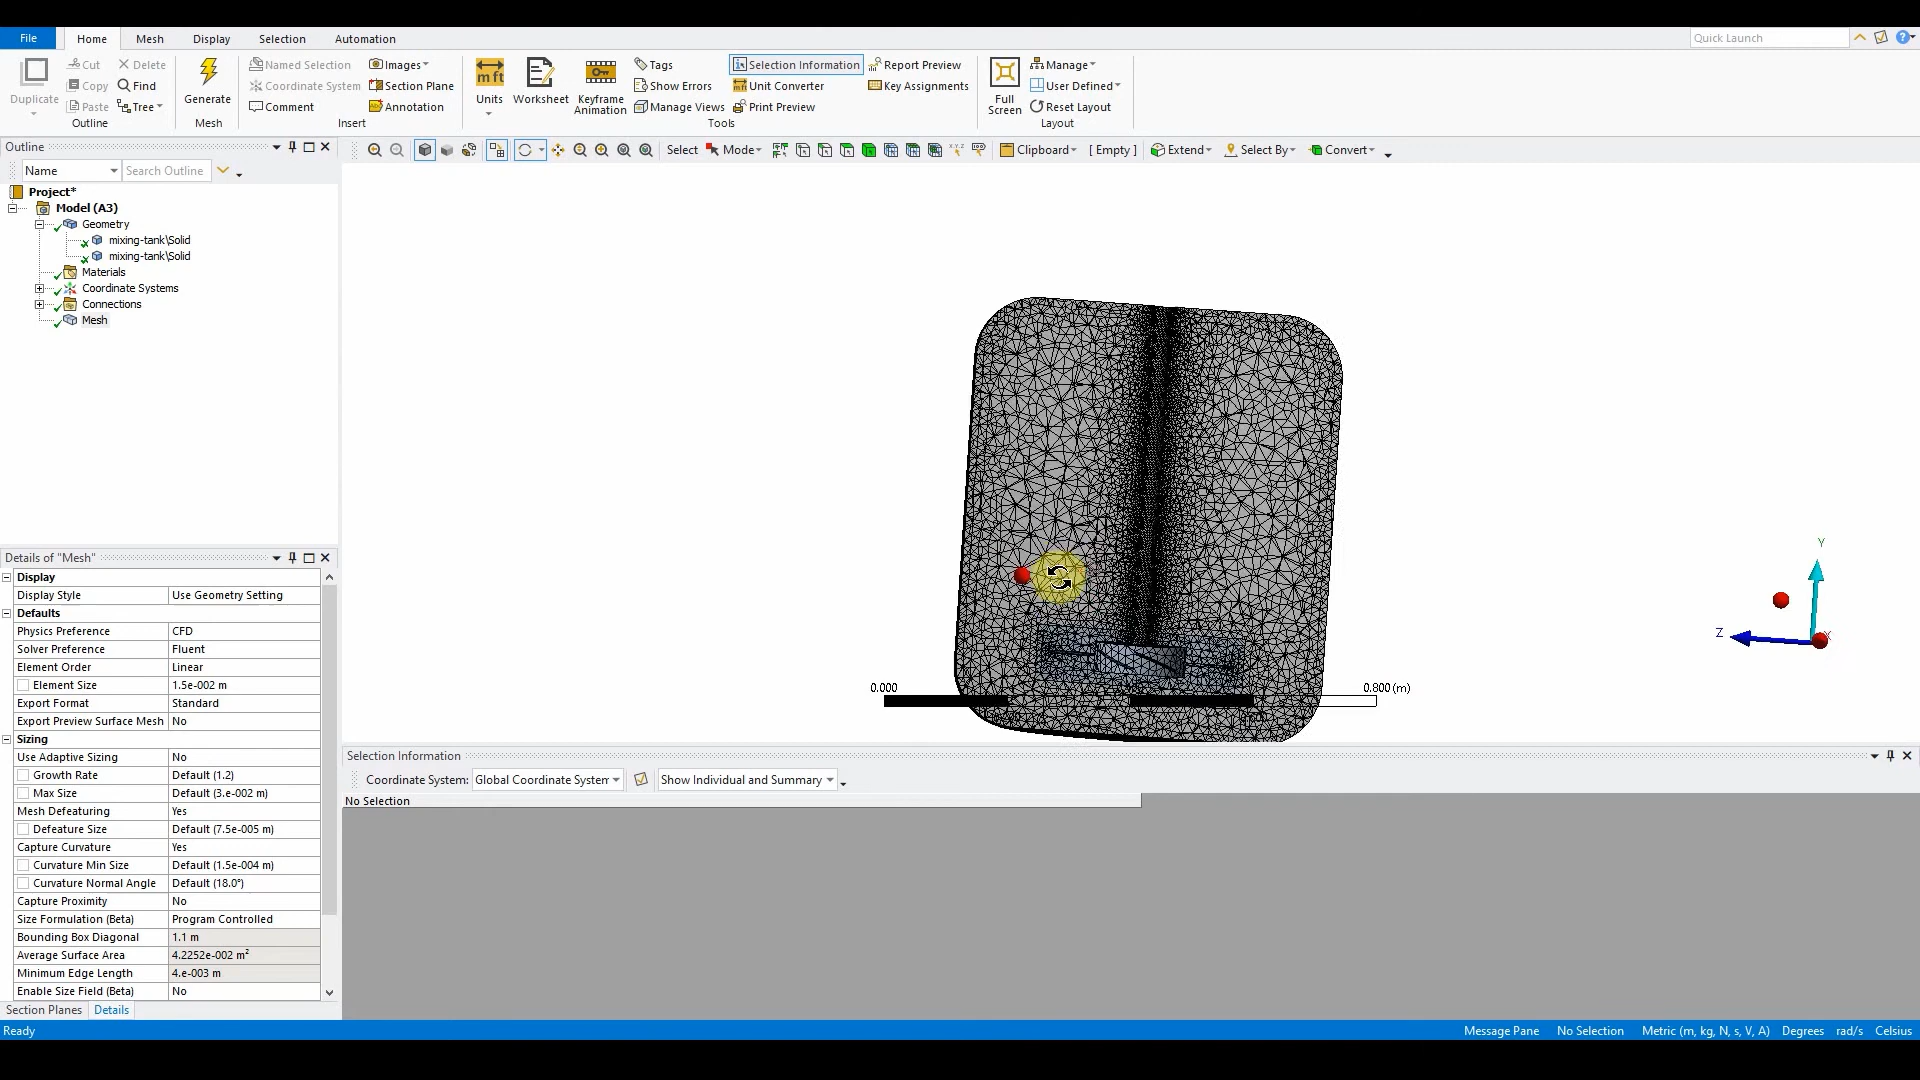 File Home Mesh Display Selection Automation Quick Launch
Duplicate Cut Delete Copy Find Paste Tree Outline
Generate Mesh
Named Selection Images Coordinate System Section Plane Comment Annotation Insert
Units Worksheet Keyframe Animation Tags Show Errors Manage Views Selection Information Unit Converter Print Preview Report Preview Key Assignments Tools
Full Screen Manage User Defined Reset Layout Layout
Outline
Name Search Outline
Select Mode Clipboard [ Empty ] Extend Select By Convert
Project*
Model (A3)
Geometry
mixing-tank\Solid
mixing-tank\Solid
Materials
Coordinate Systems
Connections
Mesh
Y
Z X
0.000 0.800 (m)
Details of "Mesh"
Display
Display Style Use Geometry Setting
Defaults
Physics Preference CFD
Solver Preference Fluent
Element Order Linear
Element Size 1.5e-002 m
Export Format Standard
Export Preview Surface Mesh No
Sizing
Use Adaptive Sizing No
Growth Rate Default (1.2)
Max Size Default (3.e-002 m)
Mesh Defeaturing Yes
Defeature Size Default (7.5e-005 m)
Capture Curvature Yes
Curvature Min Size Default (1.5e-004 m)
Curvature Normal Angle Default (18.0°)
Capture Proximity No
Size Formulation (Beta) Program Controlled
Bounding Box Diagonal 1.1 m
Average Surface Area 4.2252e-002 m²
Minimum Edge Length 4.e-003 m
Enable Size Field (Beta) No
Section Planes Details
Selection Information
Coordinate System: Global Coordinate System Show Individual and Summary
No Selection
Ready Message Pane No Selection Metric (m, kg, N, s, V, A) Degrees rad/s Celsius